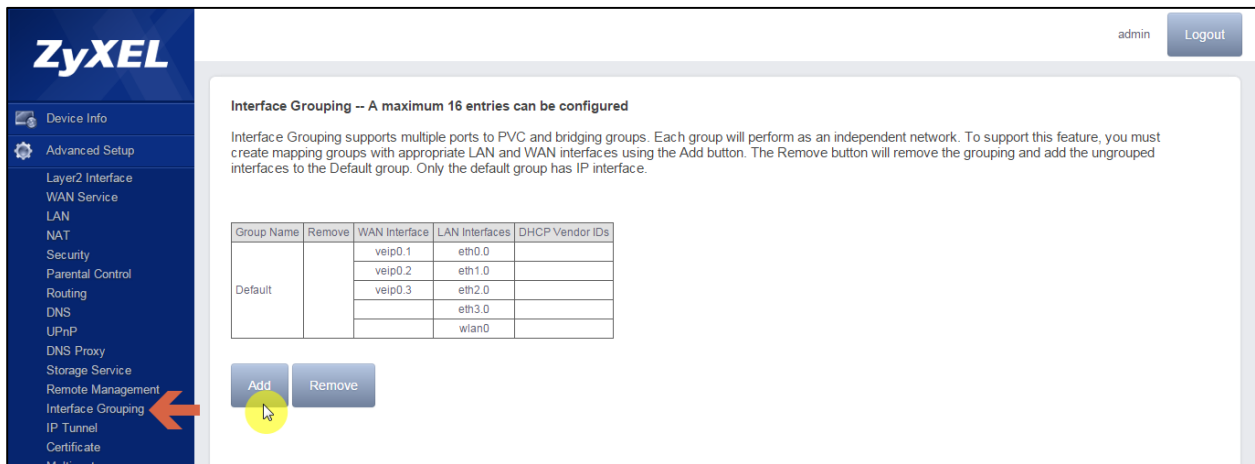 ZyXEL
admin
Logout
Device Info
Advanced Setup
Layer2 Interface
WAN Service
LAN
NAT
Security
Parental Control
Routing
DNS
UPnP
DNS Proxy
Storage Service
Remote Management
Interface Grouping
IP Tunnel
Certificate
Interface Grouping -- A maximum 16 entries can be configured
Interface Grouping supports multiple ports to PVC and bridging groups. Each group will perform as an independent network. To support this feature, you must
create mapping groups with appropriate LAN and WAN interfaces using the Add button. The Remove button will remove the grouping and add the ungrouped
interfaces to the Default group. Only the default group has IP interface.
Group Name Remove WAN Interface LAN Interfaces DHCP Vendor IDs
veip0.1 eth0.0
veip0.2 eth1.0
Default veip0.3 eth2.0
eth3.0
wlan0
Add Remove